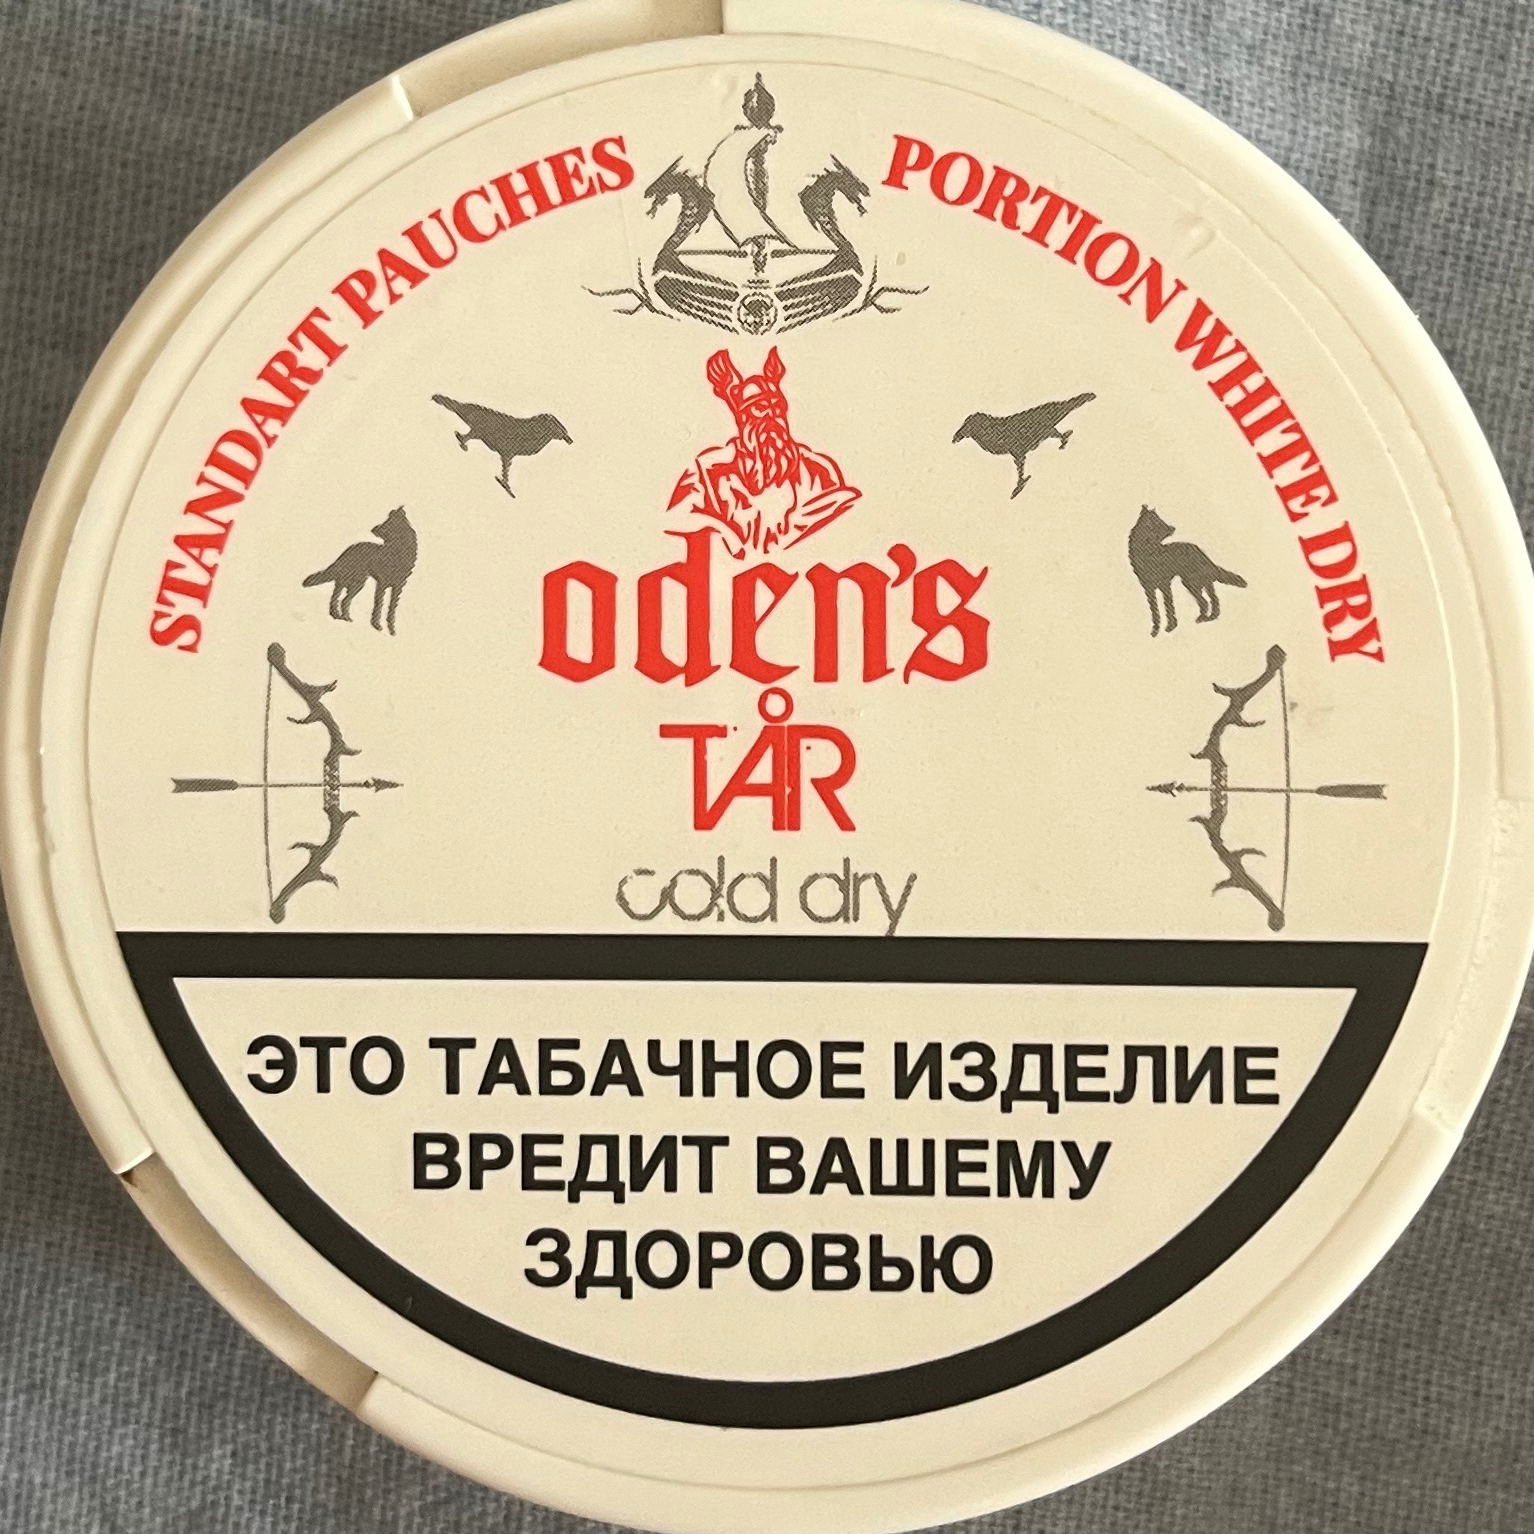 STANDART PAUCHES
PORTION WHITE DRY
oden's
TÅR
cold dry
ЭТО ТАБАЧНОЕ ИЗДЕЛИЕ
ВРЕДИТ ВАШЕМУ
ЗДОРОВЬЮ